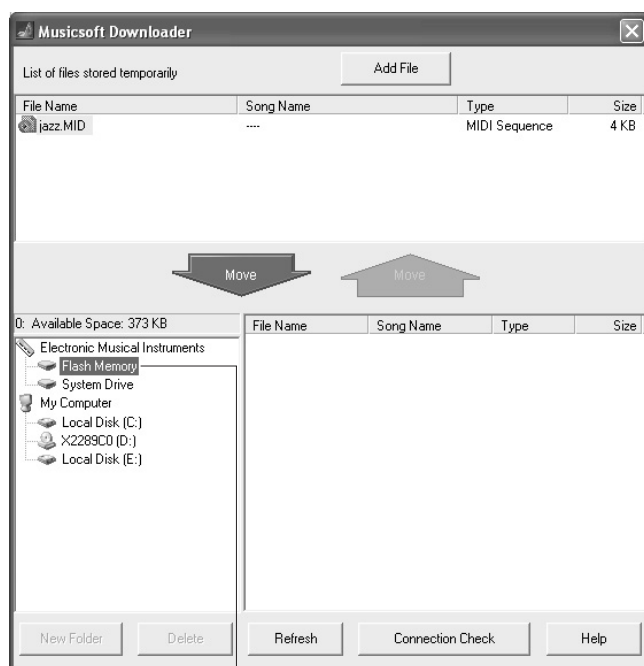 Musicsoft Downloader
List of files stored temporarily
Add File
File Name Song Name Type Size
jazz.MID ---- MIDI Sequence 4 KB
Move Move
0: Available Space: 373 KB
File Name Song Name Type Size
Electronic Musical Instruments
Flash Memory
System Drive
My Computer
Local Disk (C:)
X2289C0 (D:)
Local Disk (E:)
New Folder Delete Refresh Connection Check Help